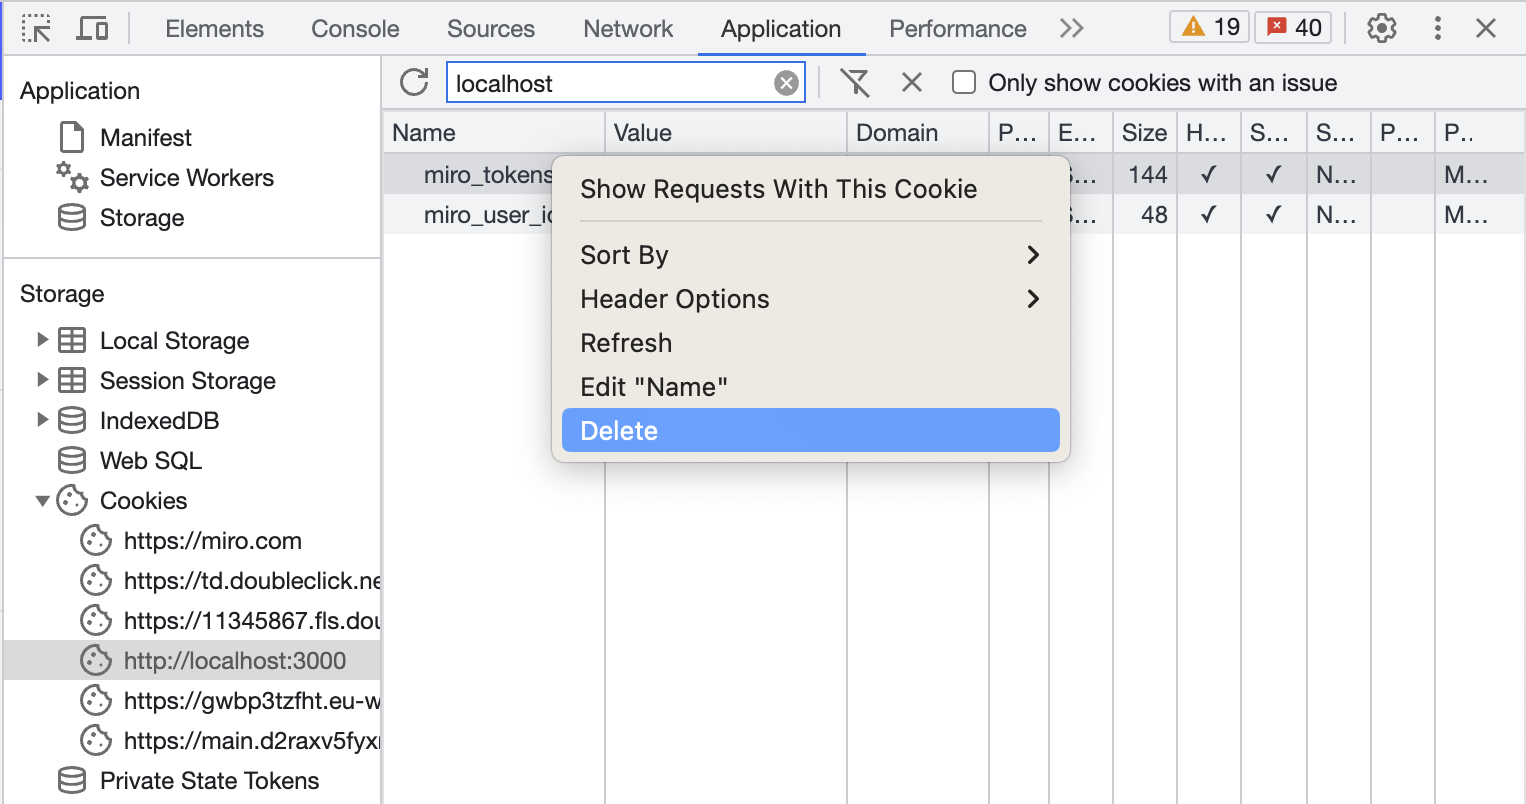 Elements Console Sources Network Application Performance 19 40
Application
Manifest
Service Workers
Storage
Storage
Local Storage
Session Storage
IndexedDB
Web SQL
Cookies
https://miro.com
https://td.doubleclick.ne
https://11345867.fls.dou
http://localhost:3000
https://gwbp3tzfht.eu-w
https://main.d2raxv5fyx
Private State Tokens
localhost Only show cookies with an issue
Name Value Domain P... E... Size H... S... S... P... P..
miro_tokens S... 144 ✓ ✓ N... M...
miro_user_id S... 48 ✓ ✓ N... M...
Show Requests With This Cookie
Sort By
Header Options
Refresh
Edit "Name"
Delete